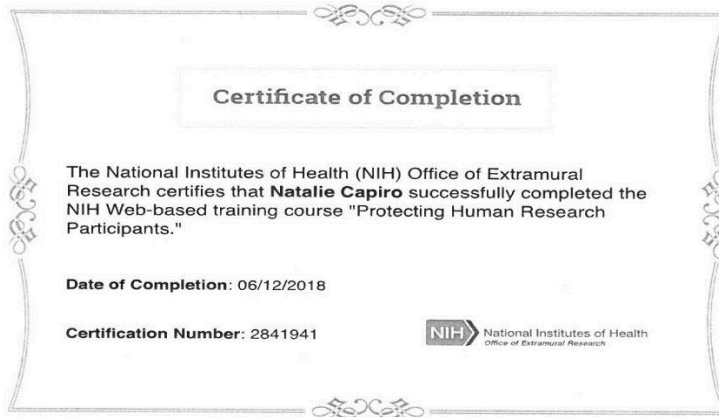 Certificate of Completion
The National Institutes of Health (NIH) Office of Extramural
Research certifies that Natalie Capiro successfully completed the
NIH Web-based training course "Protecting Human Research
Participants."
Date of Completion: 06/12/2018
Certification Number: 2841941
NIH National Institutes of Health
Office of Extramural Research